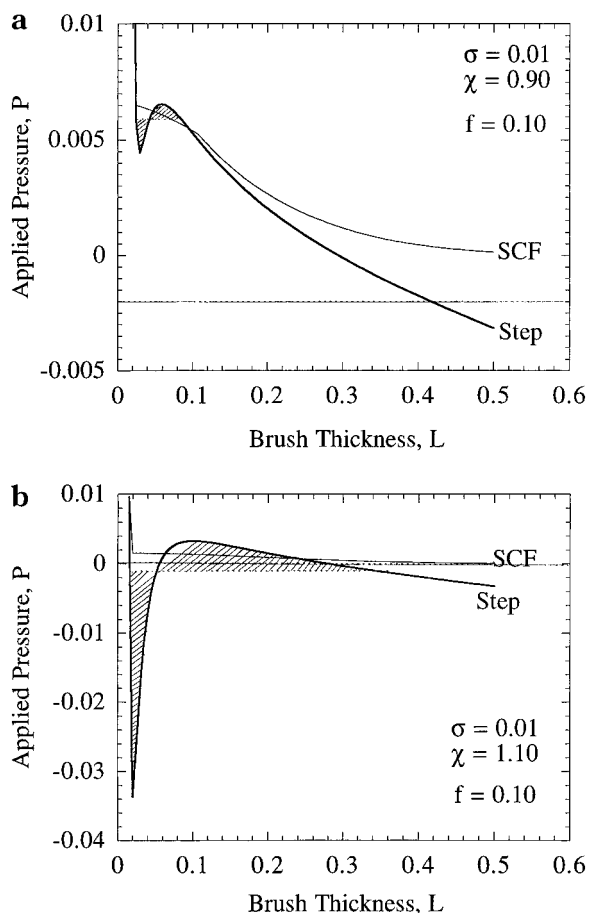 a
0.01
0.005
0
-0.005
Applied Pressure, P
σ = 0.01
χ = 0.90
f = 0.10
SCF
Step
0 0.1 0.2 0.3 0.4 0.5 0.6
Brush Thickness, L
b
0.01
0
-0.01
-0.02
-0.03
-0.04
Applied Pressure, P
SCF
Step
σ = 0.01
χ = 1.10
f = 0.10
0 0.1 0.2 0.3 0.4 0.5 0.6
Brush Thickness, L